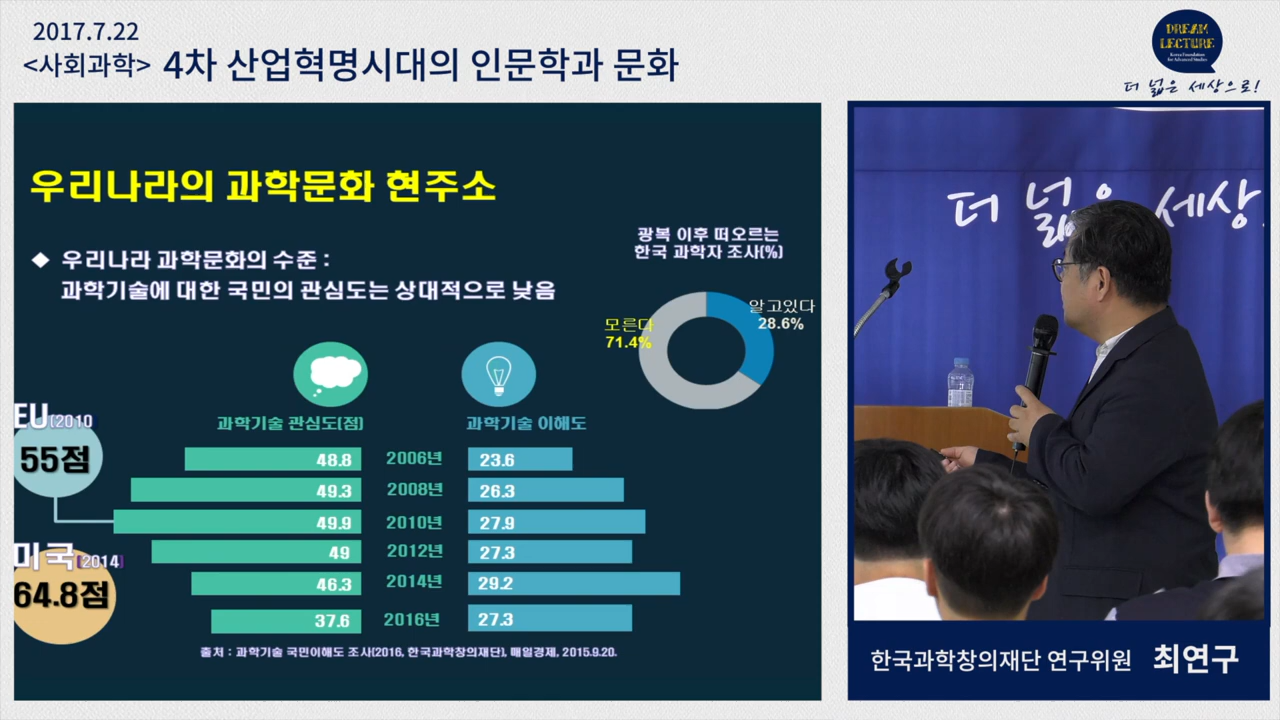 2017.7.22
<사회과학> 4차 산업혁명시대의 인문학과 문화
DREAM
LECTURE
Korea Foundation
for Advanced Studies
더 넓은 세상으로!
우리나라의 과학문화 현주소
◆ 우리나라 과학문화의 수준 :
과학기술에 대한 국민의 관심도는 상대적으로 낮음
광복 이후 떠오르는
한국 과학자 조사(%)
모른다
71.4%
알고있다
28.6%
EU(2010
55점
미국(2014)
64.8점
과학기술 관심도(점) 과학기술 이해도
48.8 2006년 23.6
49.3 2008년 26.3
49.9 2010년 27.9
49 2012년 27.3
46.3 2014년 29.2
37.6 2016년 27.3
출처 : 과학기술 국민이해도 조사(2016, 한국과학창의재단), 매일경제, 2015.9.20.
더 넓은 세상
한국과학창의재단 연구위원 최연구